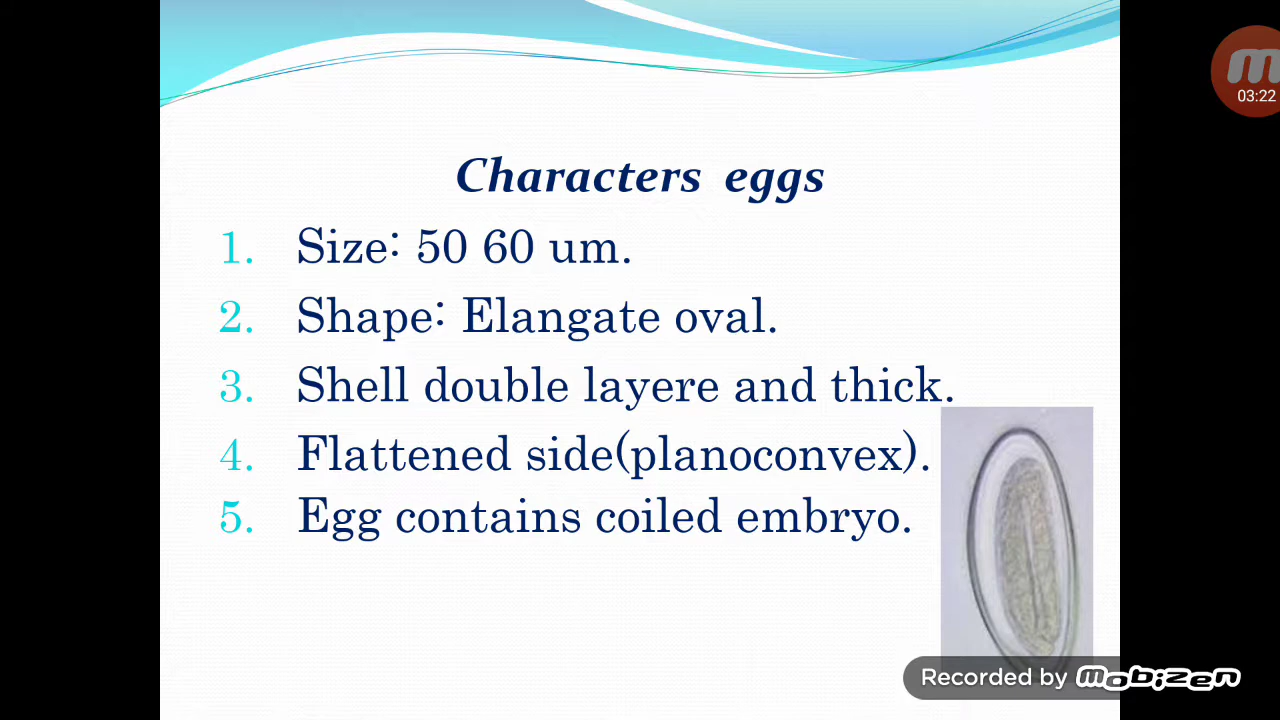 03:22
Characters eggs
1. Size: 50 60 um.
2. Shape: Elangate oval.
3. Shell double layere and thick.
4. Flattened side(planoconvex).
5. Egg contains coiled embryo.
Recorded by Mobizen